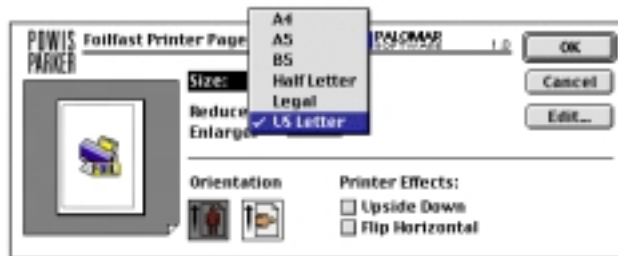 POWIS
PARKER
Foilfast Printer Page
PALOMAR
SOFTWARE
1.0
A4
A5
B5
Half Letter
Legal
✓ US Letter
Size:
Reduce
Enlarge
OK
Cancel
Edit...
Orientation
Printer Effects:
Upside Down
Flip Horizontal
FOIL